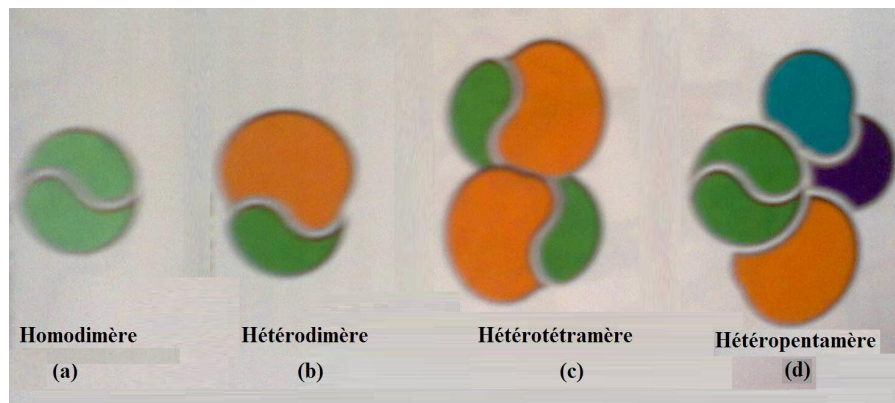 Homodimère
(a)
Hétérodimère
(b)
Hétérotétramère
(c)
Hétéropentamère
(d)